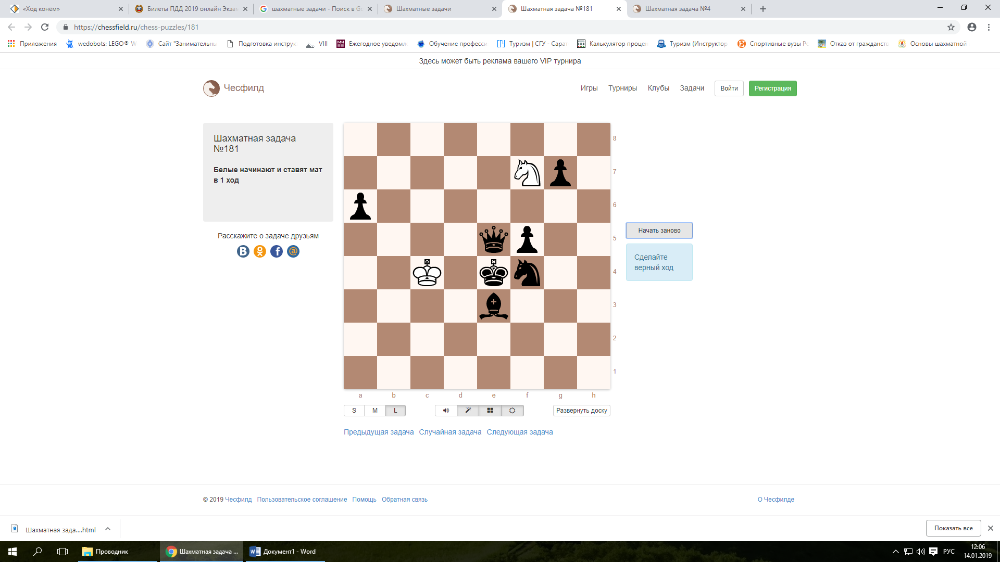 «Ход конём»
Билеты ПДД 2019 онлайн Экза
шахматные задачи - Поиск в Go
Шахматные задачи
Шахматная задача №181
Шахматная задача №4
https://chessfield.ru/chess-puzzles/181
Приложения
wedobots: LEGO® W
Сайт "Занимательнь
Подготовка инструк
VIII
Ежегодное уведомл
Обучение професси
Туризм | СГУ - Сарат
Калькулятор процен
Туризм (Инструктор
Спортивные вузы Ро
Отказ от гражданств
Основы шахматной
Здесь может быть реклама вашего VIP турнира
Чесфилд
Игры Турниры Клубы Задачи Войти Регистрация
Шахматная задача
№181
Белые начинают и ставят мат
в 1 ход
Расскажите о задаче друзьям
8
7
6
5
4
3
2
1
a b c d e f g h
Начать заново
Сделайте
верный ход
S M L
Развернуть доску
Предыдущая задача Случайная задача Следующая задача
© 2019 Чесфилд Пользовательское соглашение Помощь Обратная связь
О Чесфилде
Шахматная зада....html
Показать все
Проводник
Шахматная задача ...
Документ1 - Word
РУС
12:06
14.01.2019